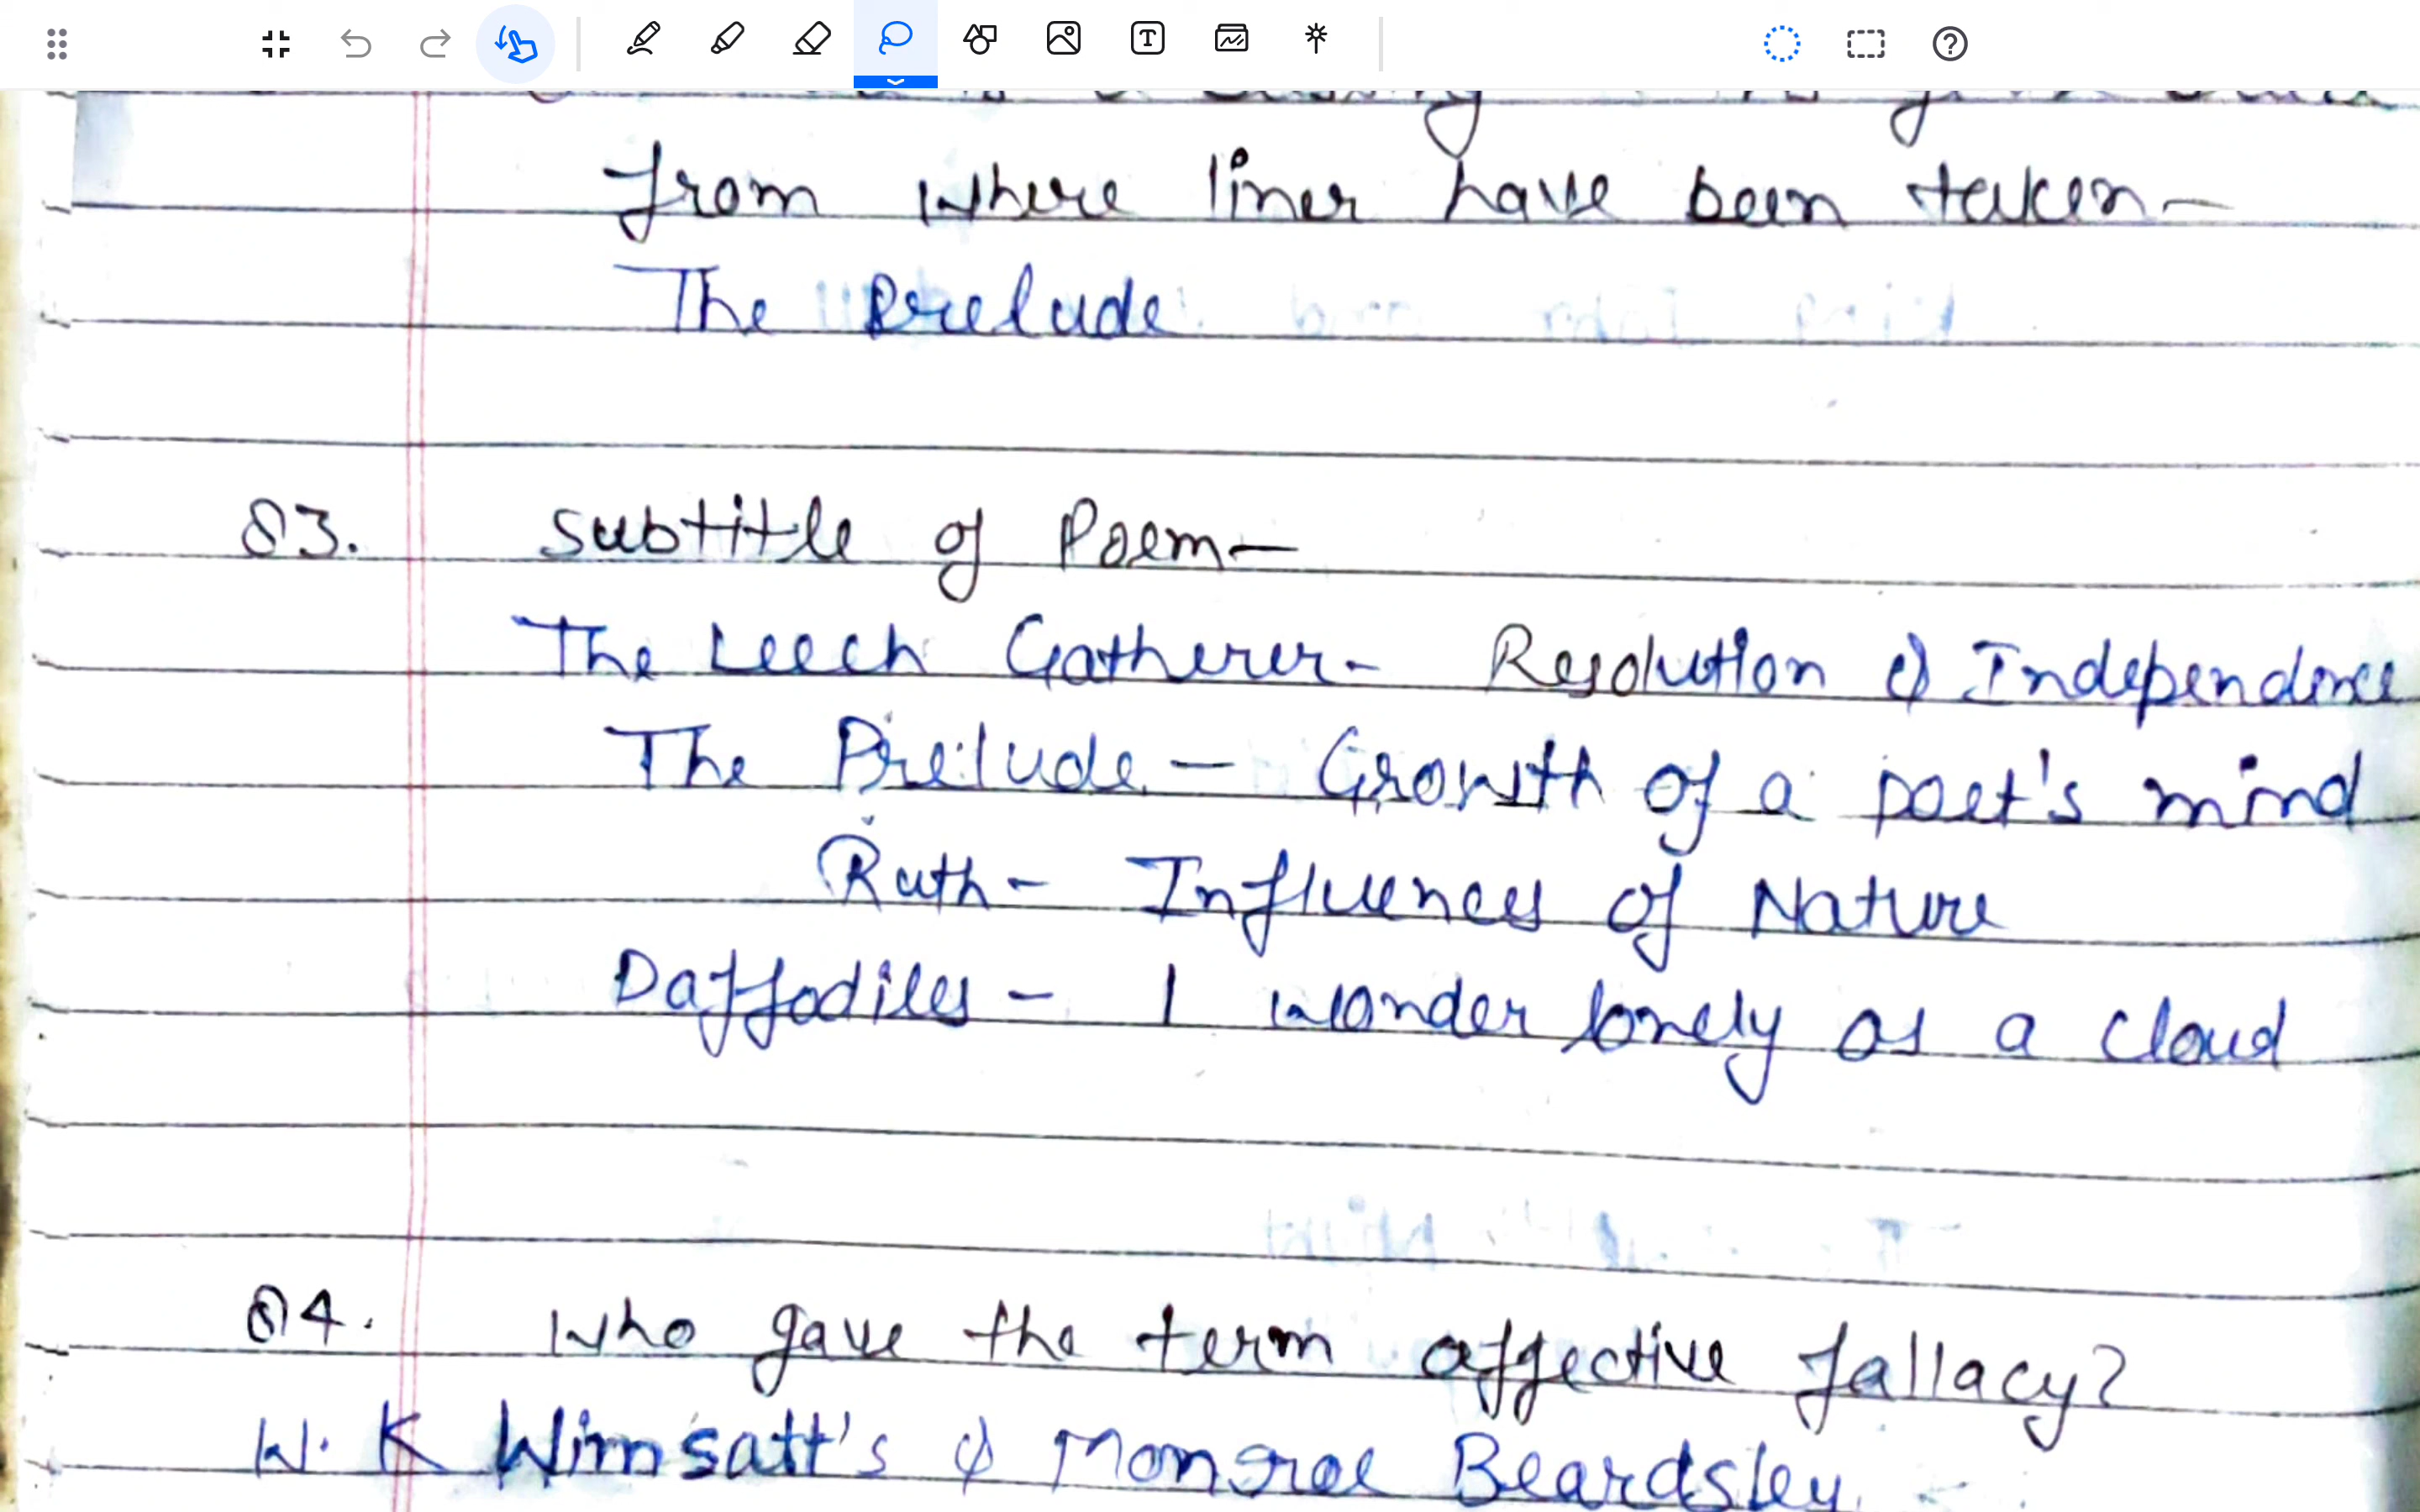 from where lines have been taken-
The Prelude
Q3. Subtitle of Poem-
The Leech Gatherer- Resolution & Independence
The Prelude - Growth of a poet's mind
Ruth - Influences of Nature
Daffodiles - I wander lonely as a cloud
Q4. Who gave the term affective fallacy?
W. K Wimsatt's & Monroe Beardsley